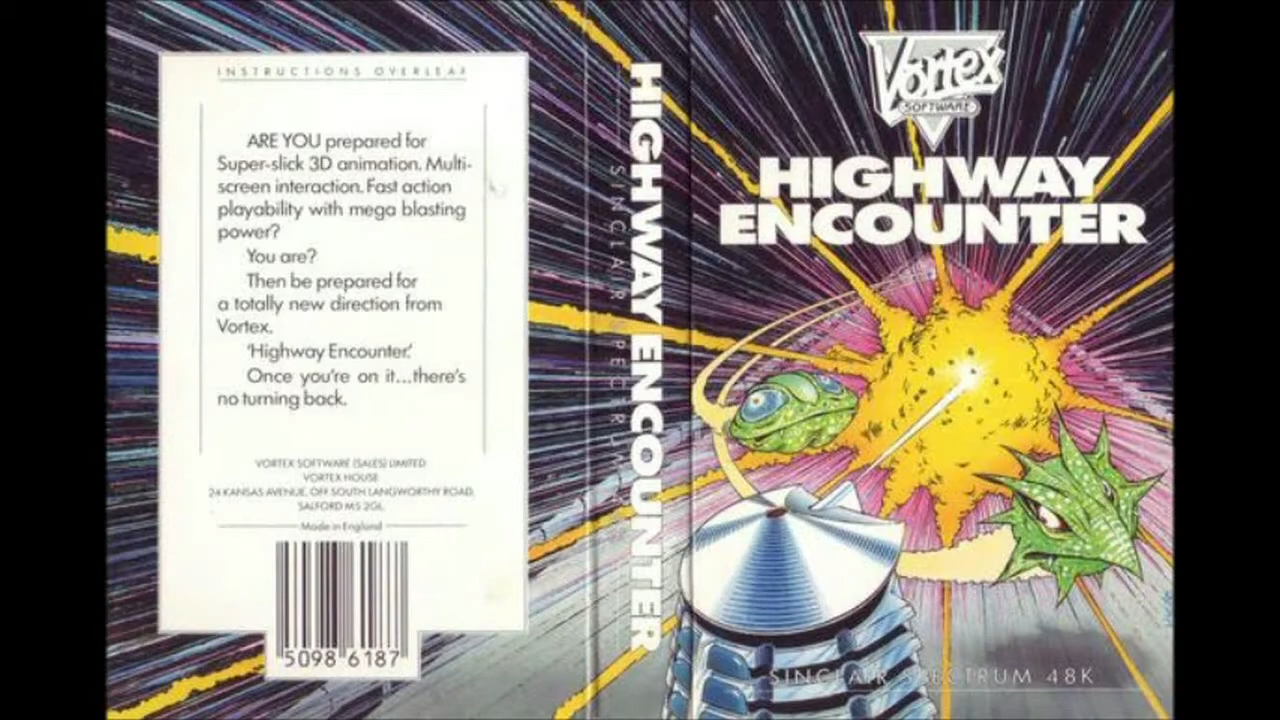 INSTRUCTIONS OVERLEAF
ARE YOU prepared for
Super-slick 3D animation. Multi-
screen interaction. Fast action
playability with mega blasting
power?
You are?
Then be prepared for
a totally new direction from
Vortex.
'Highway Encounter.'
Once you're on it...there's
no turning back.
VORTEX SOFTWARE (SALES) LIMITED
VORTEX HOUSE
24 KANSAS AVENUE, OFF SOUTH LANGWORTHY ROAD,
SALFORD M5 2GL
Made in England
5098 6187
HIGHWAY ENCOUNTER
SINCLAIR SPECTRUM
Vortex
SOFTWARE
HIGHWAY
ENCOUNTER
SINCLAIR SPECTRUM 48K